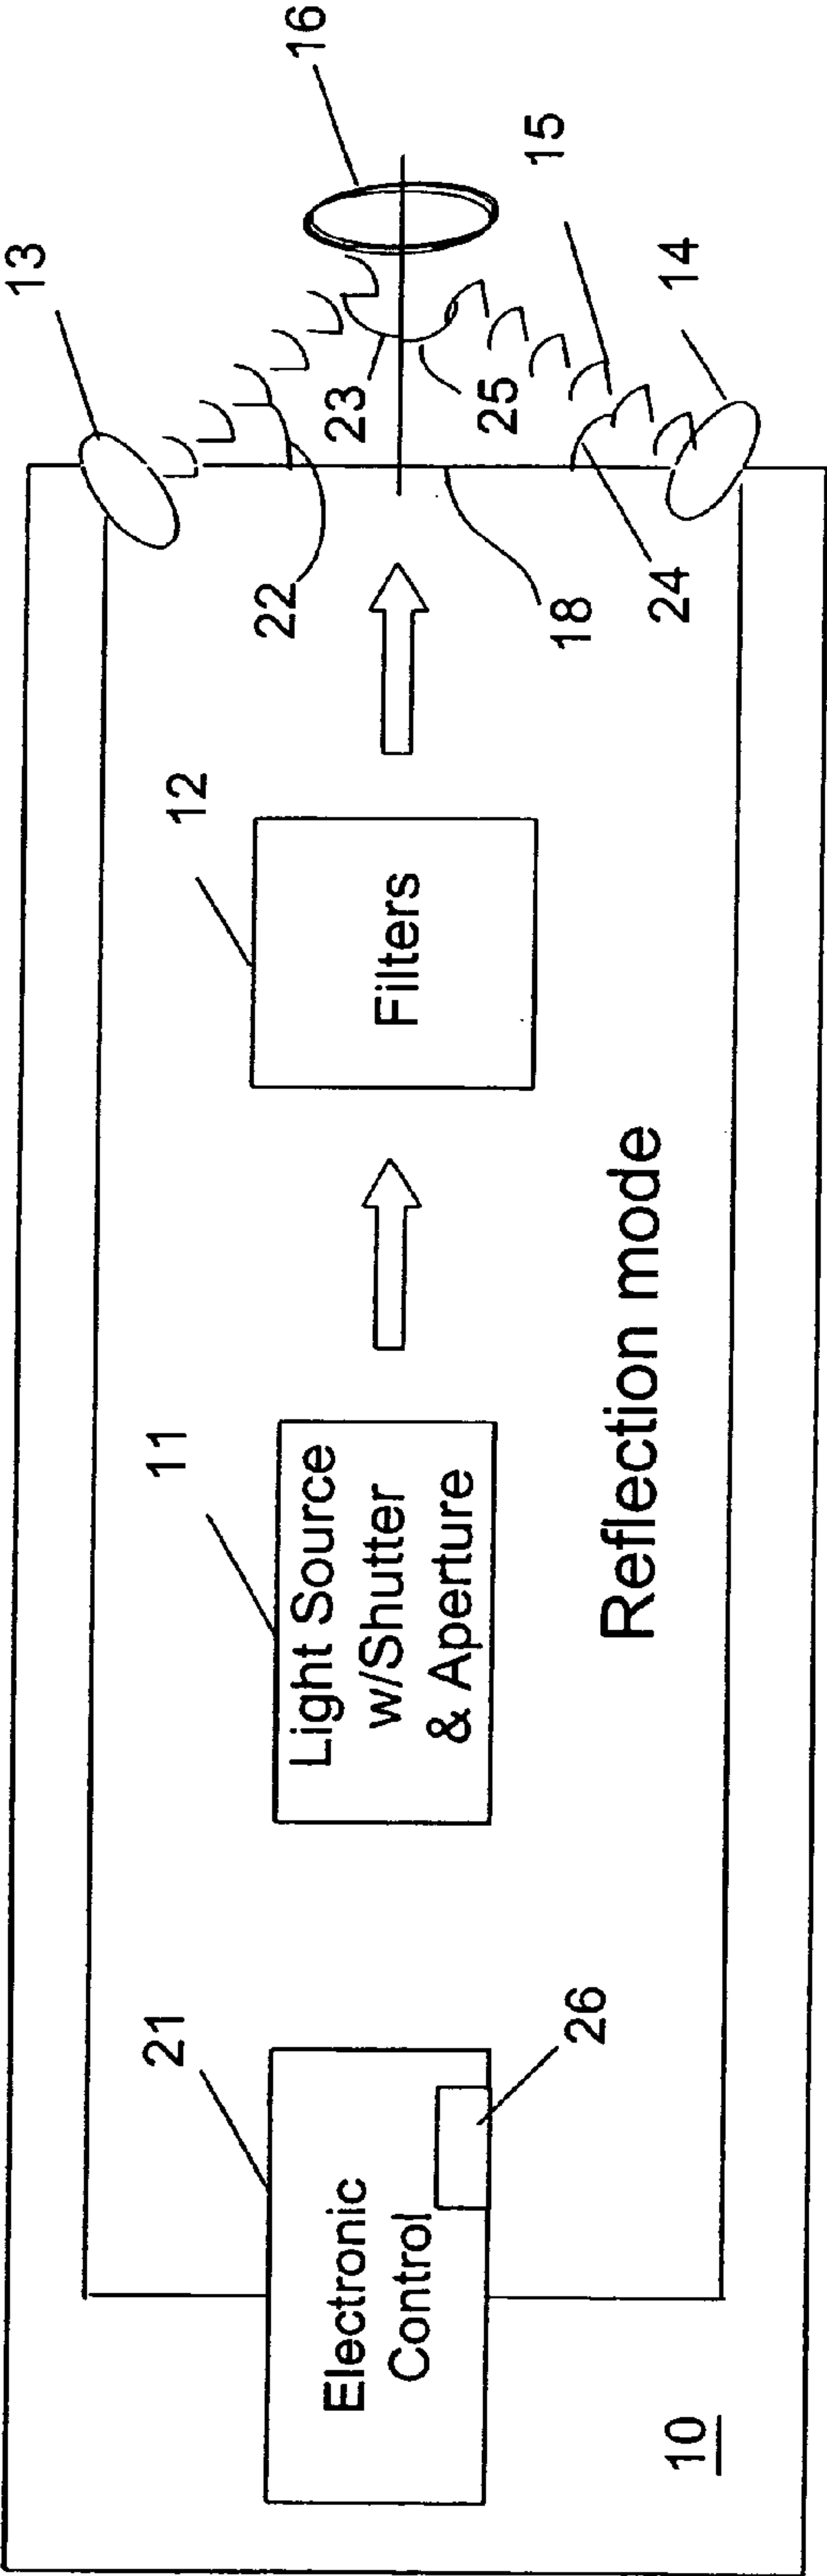 16
13
15
14
23
25
22
18
24
12
Filters
11
Light Source
w/Shutter
& Aperture
Reflection mode
21
26
Electronic
Control
10